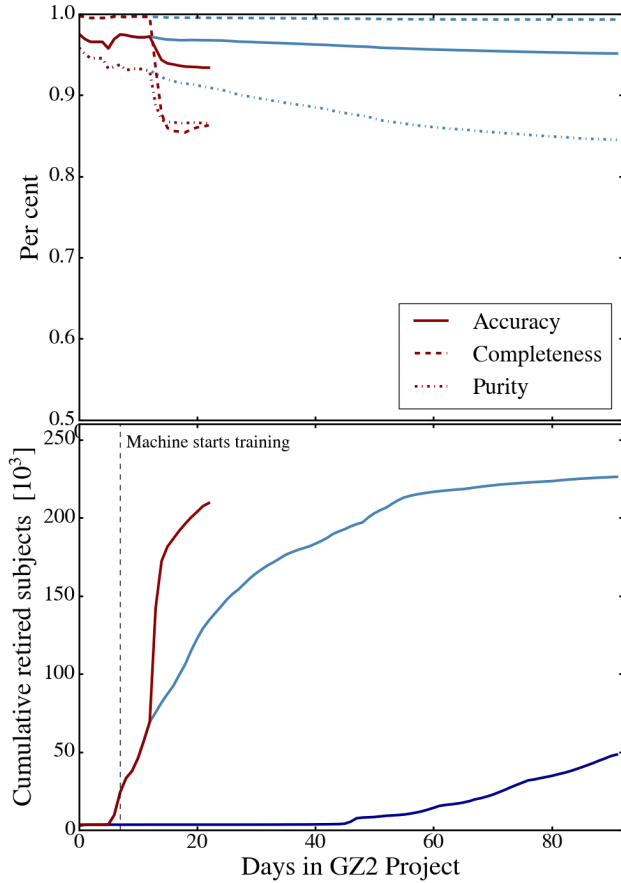 1.0
0.9
0.8
0.7
0.6
0.5
Per cent
Accuracy
Completeness
Purity
0
250
200
150
100
50
0
Cumulative retired subjects [10³]
Machine starts training
0
20
40
60
80
Days in GZ2 Project